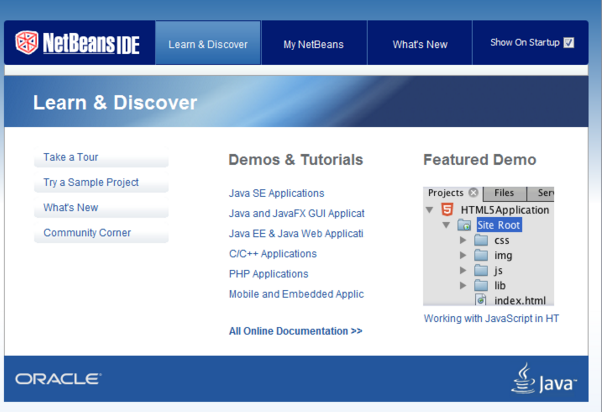 NetBeans IDE
Learn & Discover
My NetBeans
What's New
Show On Startup
Learn & Discover
Take a Tour
Try a Sample Project
What's New
Community Corner
Demos & Tutorials
Java SE Applications
Java and JavaFX GUI Applicat
Java EE & Java Web Applicati
C/C++ Applications
PHP Applications
Mobile and Embedded Applic
All Online Documentation >>
Featured Demo
Projects Files Serv
HTML5Application
Site Root
css
img
js
lib
index.html
Working with JavaScript in HT
ORACLE
Java